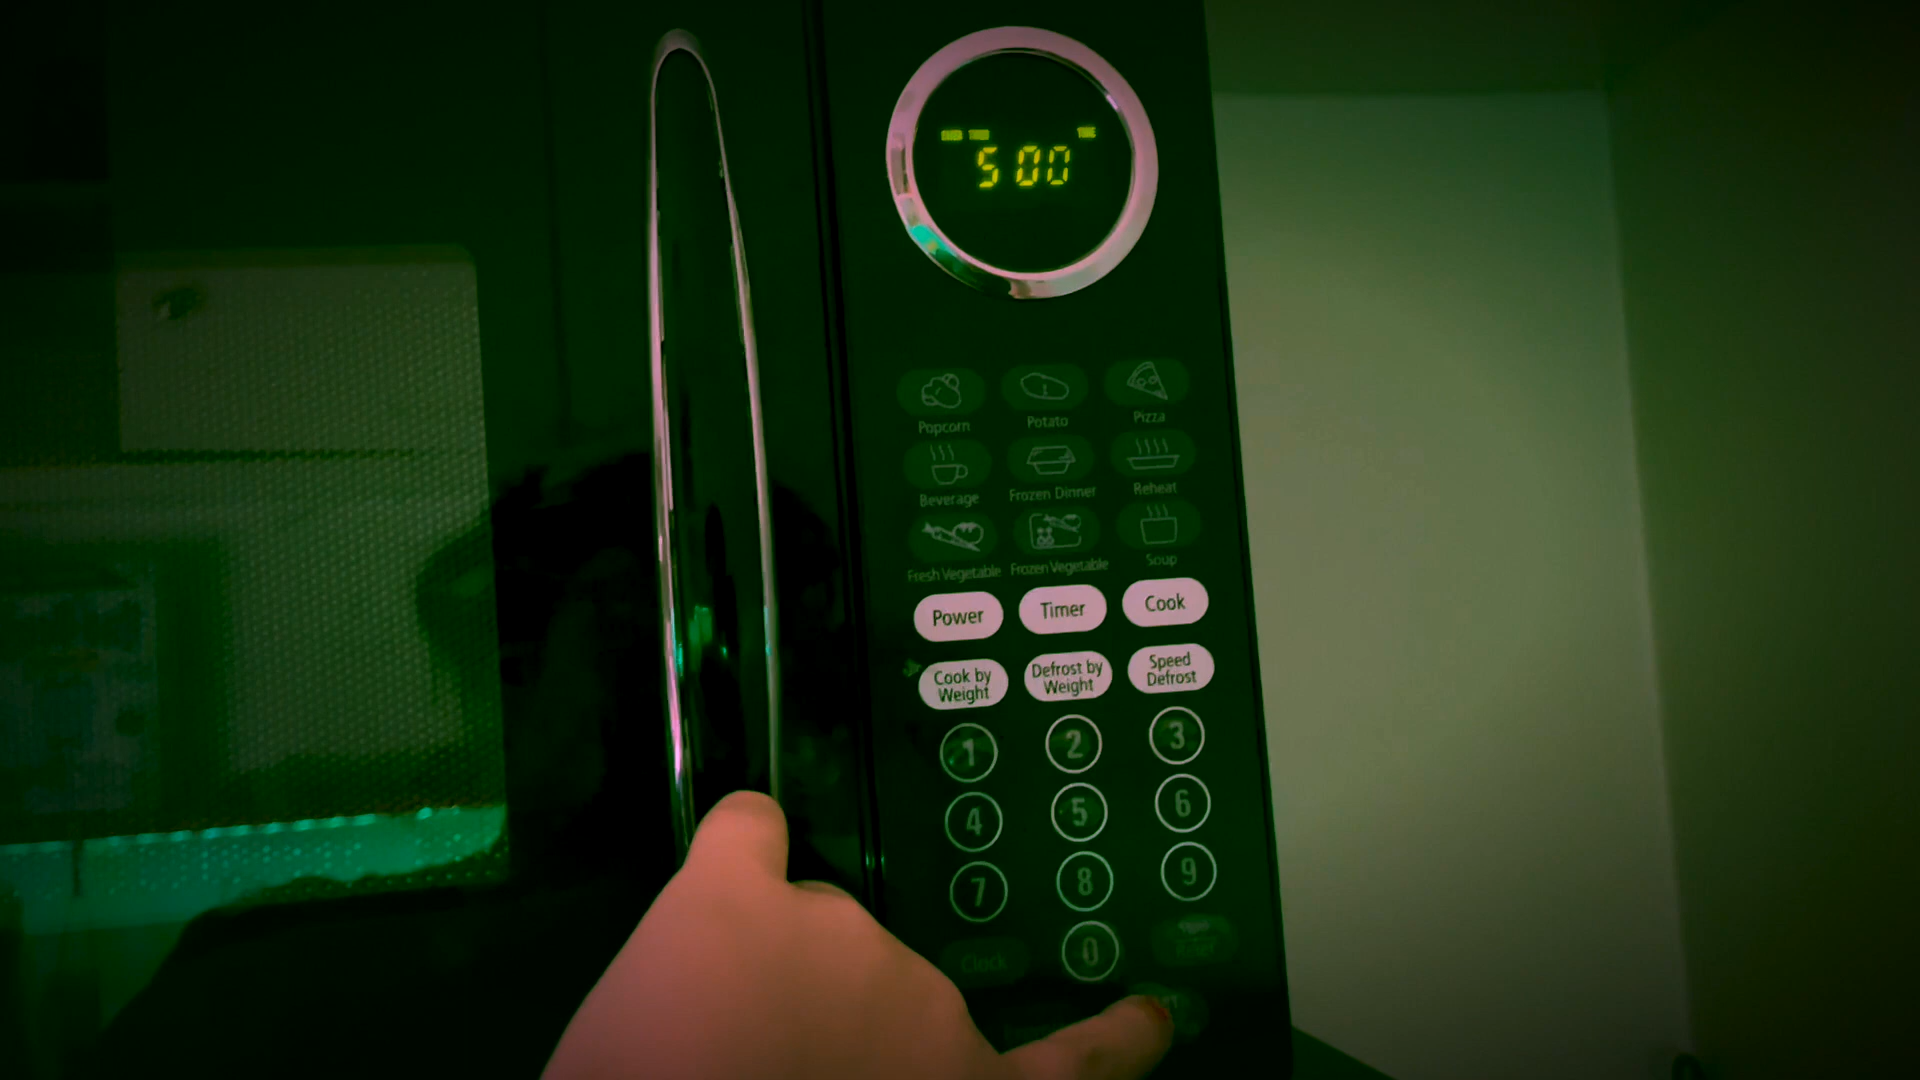 5 00
Popcorn
Potato
Pizza
Beverage
Frozen Dinner
Reheat
Fresh Vegetable
Frozen Vegetable
Soup
Power
Timer
Cook
Cook by
Weight
Defrost by
Weight
Speed
Defrost
1
2
3
4
5
6
7
8
9
Clock
0